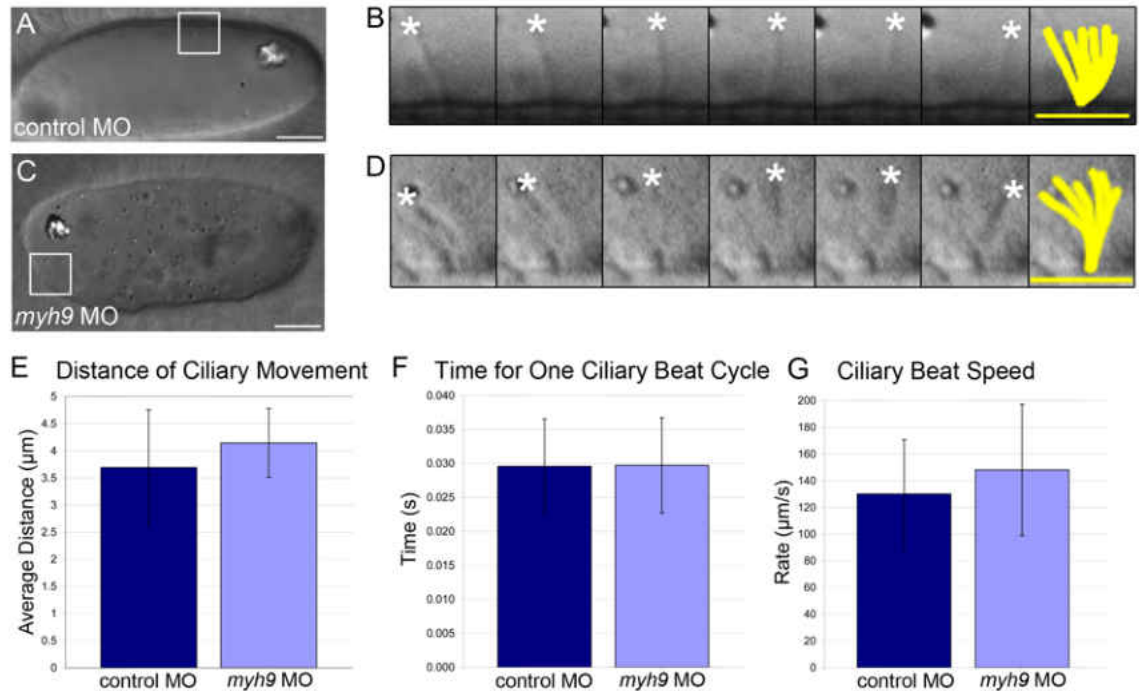 A
control MO
B
* * * * * *
C
myh9 MO
D
* * * * * *
E Distance of Ciliary Movement
Average Distance (µm)
5
4.5
4
3.5
3
2.5
2
1.5
1
0.5
0
control MO myh9 MO
F Time for One Ciliary Beat Cycle
Time (s)
0.040
0.035
0.030
0.025
0.020
0.015
0.010
0.005
0.000
control MO myh9 MO
G Ciliary Beat Speed
Rate (µm/s)
200
180
160
140
120
100
80
60
40
20
0
control MO myh9 MO